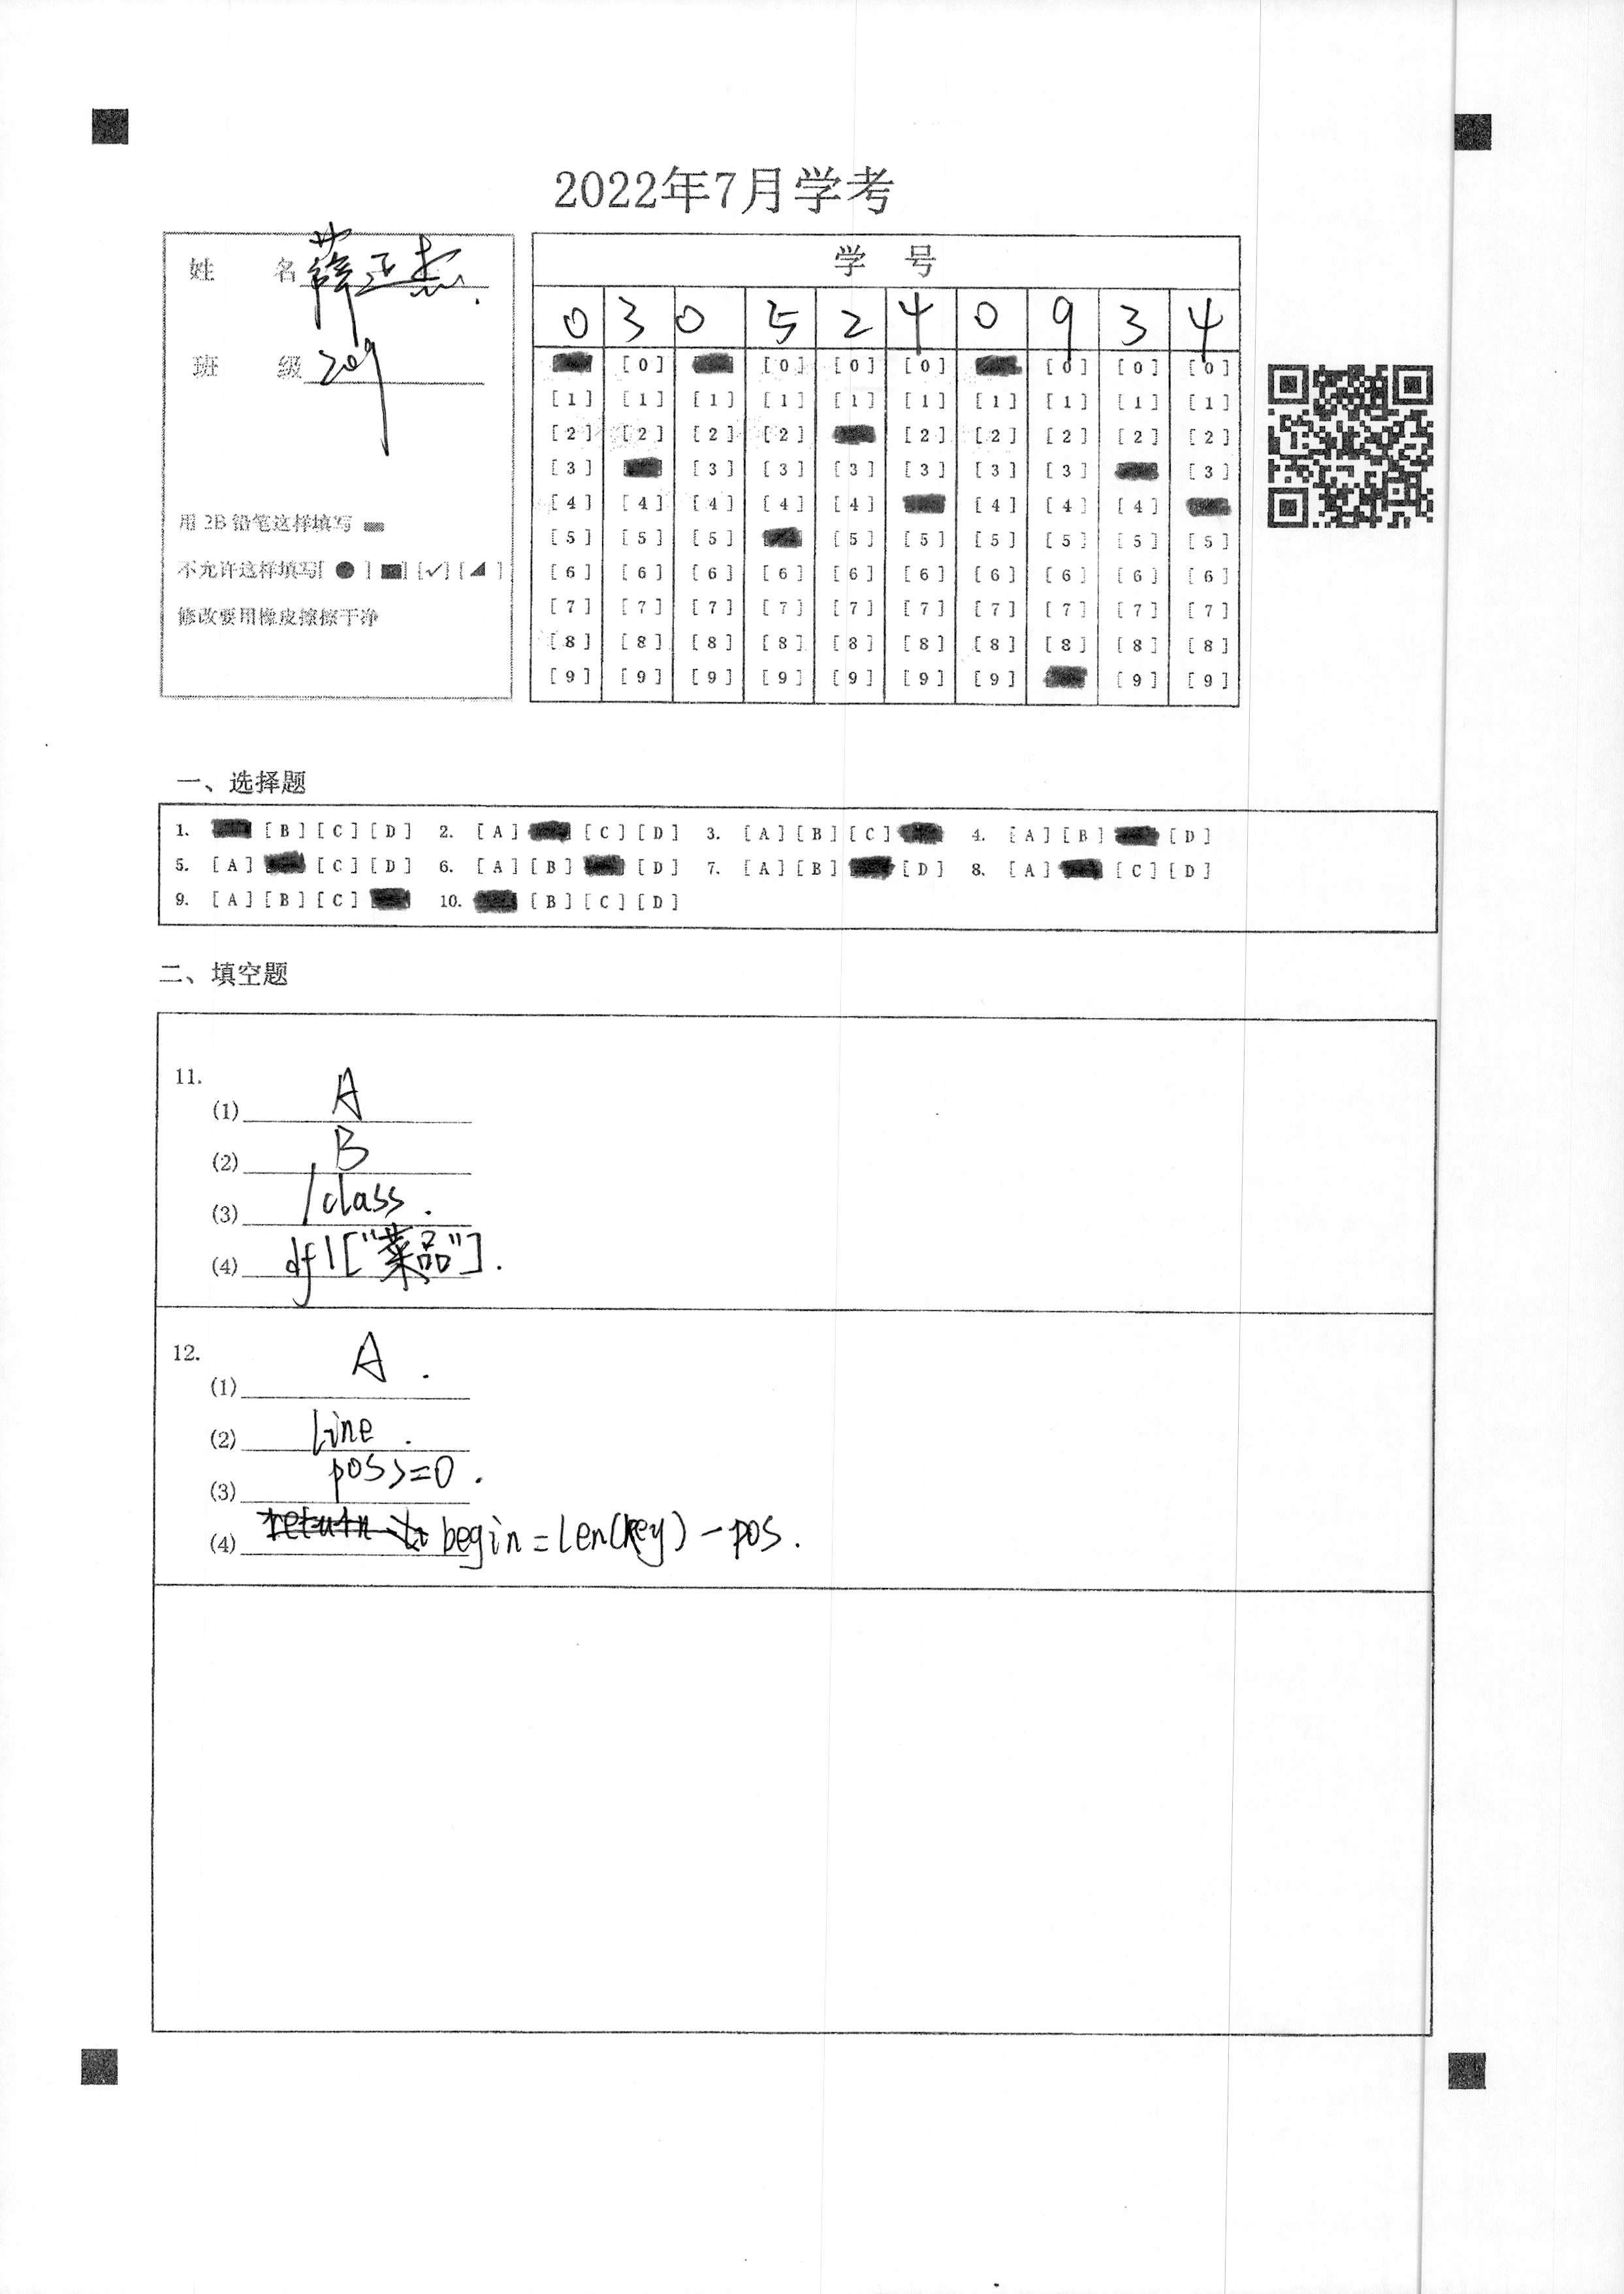 2022年7月学考
姓 名 薛正杰.
班 级 209
用 2B 铅笔这样填写
不允许这样填写[ ● ] [■] [✓] [◢ ]
修改要用橡皮擦擦干净
学 号
0 3 0 5 2 4 0 9 3 4
[0] [0] [0] [0] [0] [0] [0]
[1] [1] [1] [1] [1] [1] [1] [1] [1] [1]
[2] [2] [2] [2] [2] [2] [2] [2] [2]
[3] [3] [3] [3] [3] [3] [3] [3]
[4] [4] [4] [4] [4] [4] [4] [4]
[5] [5] [5] [5] [5] [5] [5] [5] [5]
[6] [6] [6] [6] [6] [6] [6] [6] [6] [6]
[7] [7] [7] [7] [7] [7] [7] [7] [7] [7]
[8] [8] [8] [8] [8] [8] [8] [8] [8] [8]
[9] [9] [9] [9] [9] [9] [9] [9] [9]
一、选择题
1. [B] [C] [D] 2. [A] [C] [D] 3. [A] [B] [C] 4. [A] [B] [D]
5. [A] [C] [D] 6. [A] [B] [D] 7. [A] [B] [D] 8. [A] [C] [D]
9. [A] [B] [C] 10. [B] [C] [D]
二、填空题
11.
(1) A
(2) B
(3) /class.
(4) df1["菜品"].
12.
(1) A.
(2) Line.
(3) pos>=0.
(4) begin=len(key)-pos.